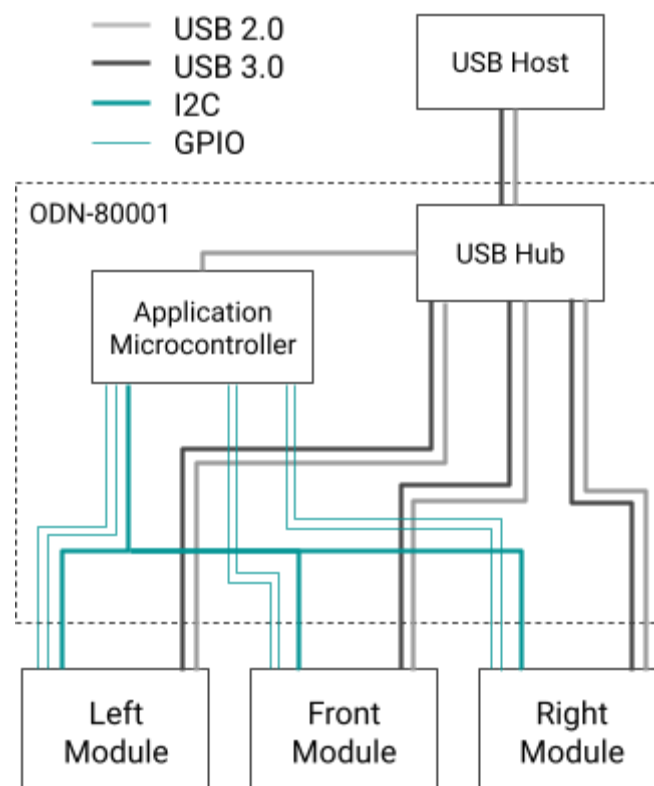 USB 2.0
USB 3.0
I2C
GPIO
USB Host
ODN-80001
USB Hub
Application
Microcontroller
Left
Module
Front
Module
Right
Module